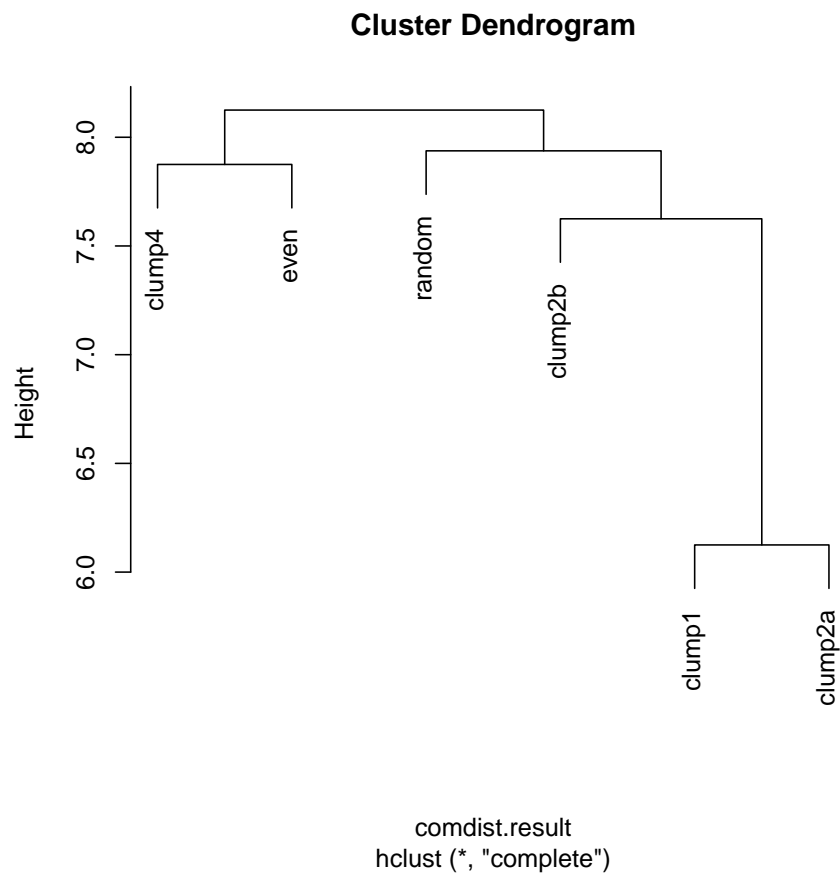 Cluster Dendrogram
Height
8.0
7.5
7.0
6.5
6.0
clump4
even
random
clump2b
clump1
clump2a
comdist.result
hclust (*, "complete")